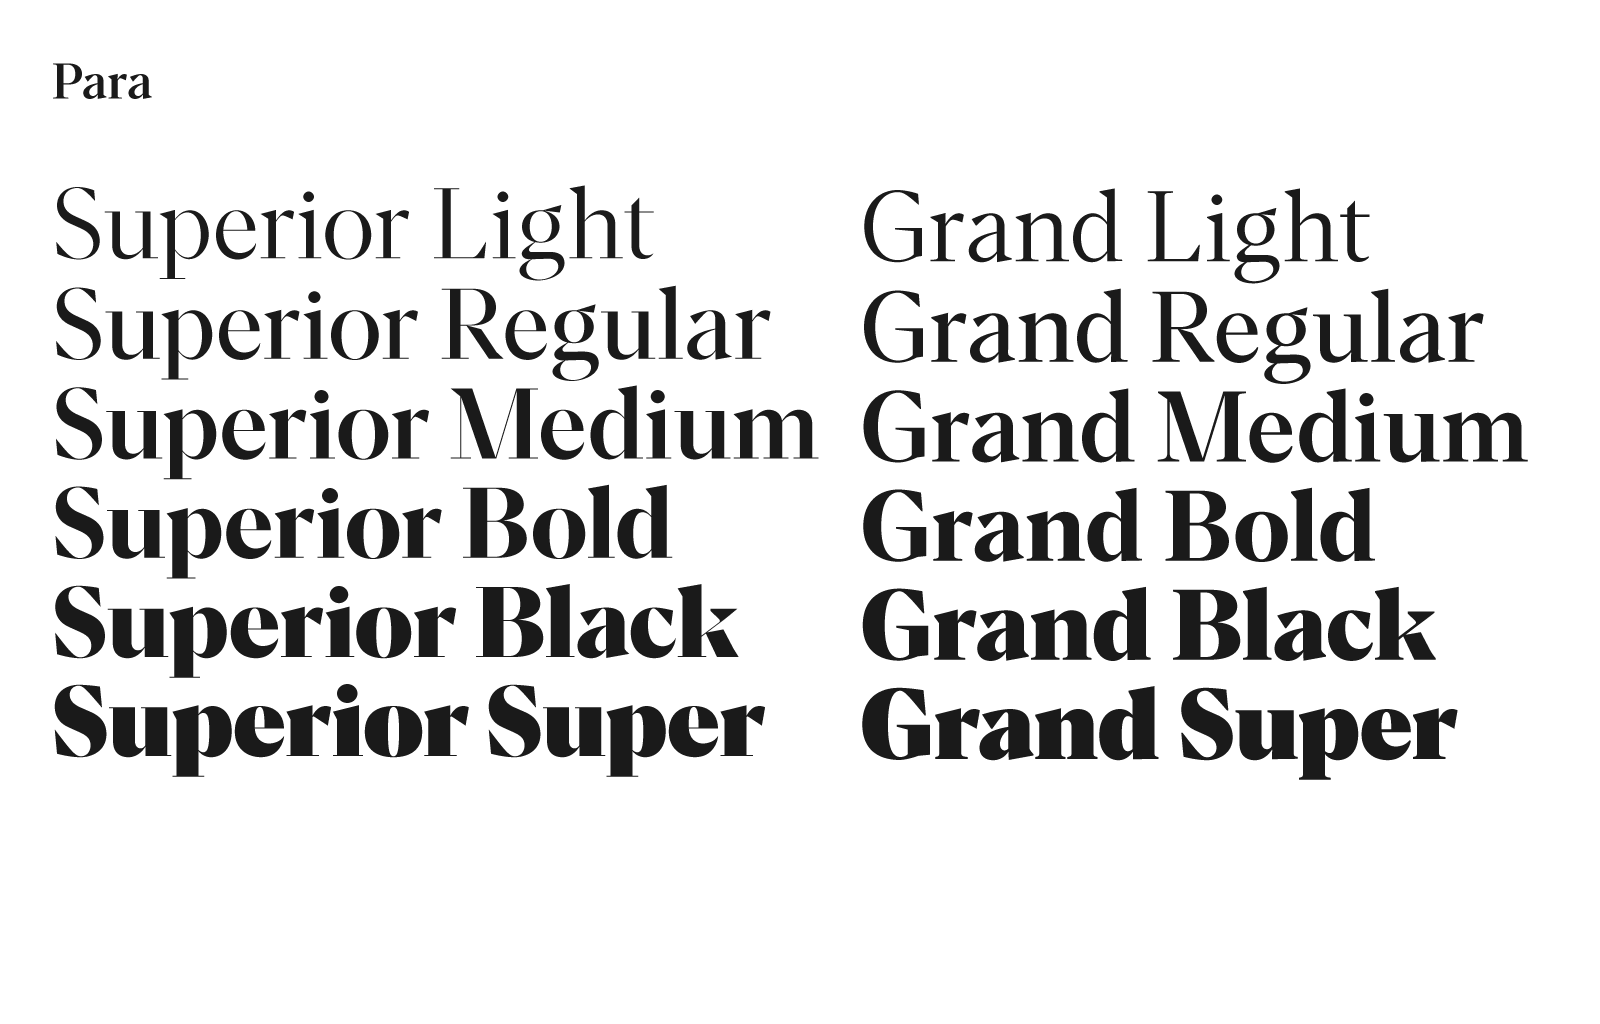 Para
Superior Light
Superior Regular
Superior Medium
Superior Bold
Superior Black
Superior Super
Grand Light
Grand Regular
Grand Medium
Grand Bold
Grand Black
Grand Super